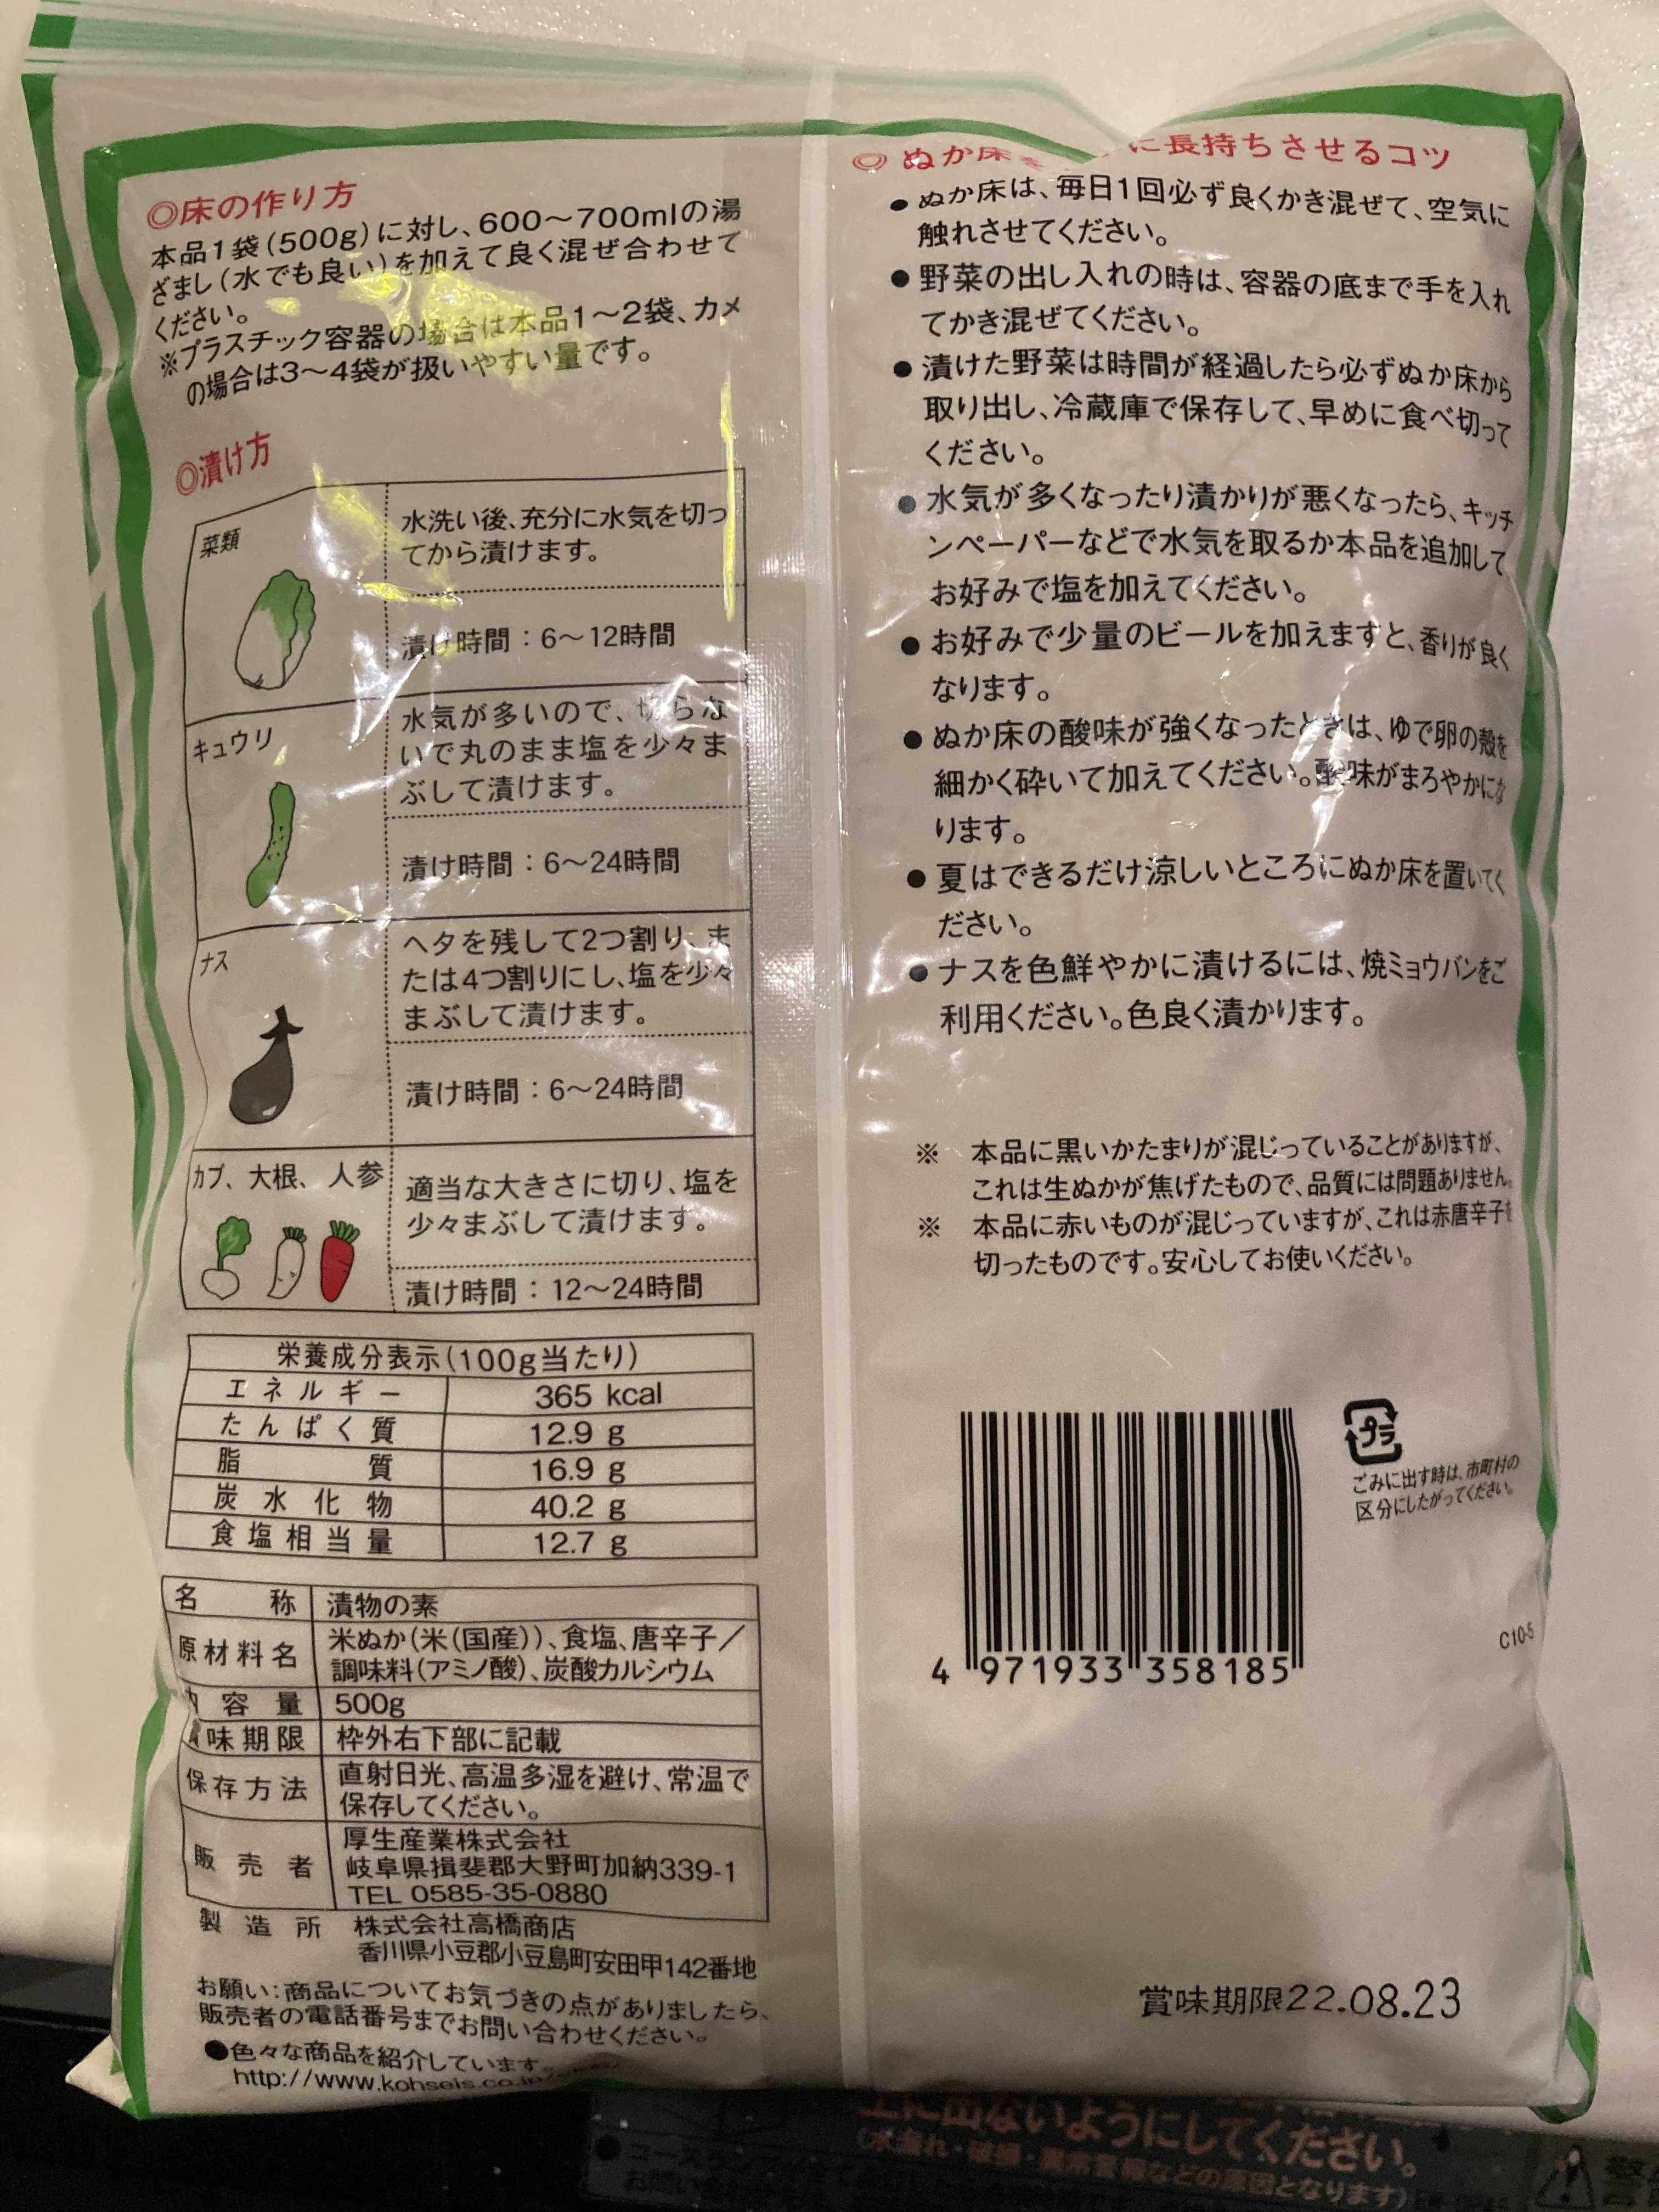 ◎床の作り方
本品1袋(500g)に対し、600〜700mlの湯
ざまし(水でも良い)を加えて良く混ぜ合わせて
ください。
※プラスチック容器の場合は本品1〜2袋、カメ
の場合は3〜4袋が扱いやすい量です。
◎漬け方
菜類
水洗い後、充分に水気を切っ
てから漬けます。
漬け時間：6〜12時間
キュウリ
水気が多いので、切らな
いで丸のまま塩を少々ま
ぶして漬けます。
漬け時間：6〜24時間
ナス
ヘタを残して2つ割り、ま
たは4つ割りにし、塩を少々
まぶして漬けます。
漬け時間：6〜24時間
カブ、大根、人参
適当な大きさに切り、塩を
少々まぶして漬けます。
漬け時間：12〜24時間
栄養成分表示(100g当たり)
エネルギー 365 kcal
たんぱく質 12.9 g
脂質 16.9 g
炭水化物 40.2 g
食塩相当量 12.7 g
名称 漬物の素
原材料名 米ぬか(米(国産))、食塩、唐辛子／
調味料(アミノ酸)、炭酸カルシウム
内容量 500g
味期限 枠外右下部に記載
保存方法 直射日光、高温多湿を避け、常温で
保存してください。
販売者 厚生産業株式会社
岐阜県揖斐郡大野町加納339-1
TEL 0585-35-0880
製造所 株式会社高橋商店
香川県小豆郡小豆島町安田甲142番地
お願い：商品についてお気づきの点がありましたら、
販売者の電話番号までお問い合わせください。
●色々な商品を紹介しています。
http://www.kohseis.co.jp/
◎ぬか床 に長持ちさせるコツ
●ぬか床は、毎日1回必ず良くかき混ぜて、空気に
触れさせてください。
●野菜の出し入れの時は、容器の底まで手を入れ
てかき混ぜてください。
●漬けた野菜は時間が経過したら必ずぬか床から
取り出し、冷蔵庫で保存して、早めに食べ切って
ください。
●水気が多くなったり漬かりが悪くなったら、キッチ
ンペーパーなどで水気を取るか本品を追加して
お好みで塩を加えてください。
●お好みで少量のビールを加えますと、香りが良く
なります。
●ぬか床の酸味が強くなったときは、ゆで卵の殻を
細かく砕いて加えてください。酸味がまろやかにな
ります。
●夏はできるだけ涼しいところにぬか床を置いてく
ださい。
●ナスを色鮮やかに漬けるには、焼ミョウバンをご
利用ください。色良く漬かります。
※ 本品に黒いかたまりが混じっていることがありますが、
これは生ぬかが焦げたもので、品質には問題ありません。
※ 本品に赤いものが混じっていますが、これは赤唐辛子を
切ったものです。安心してお使いください。
プラ
ごみに出す時は、市町村の
区分にしたがってください。
4 971933 358185
C10-5
賞味期限22.08.23
上に出ないようにしてください。
(水漏れ・破損・異常警報などの原因となります)